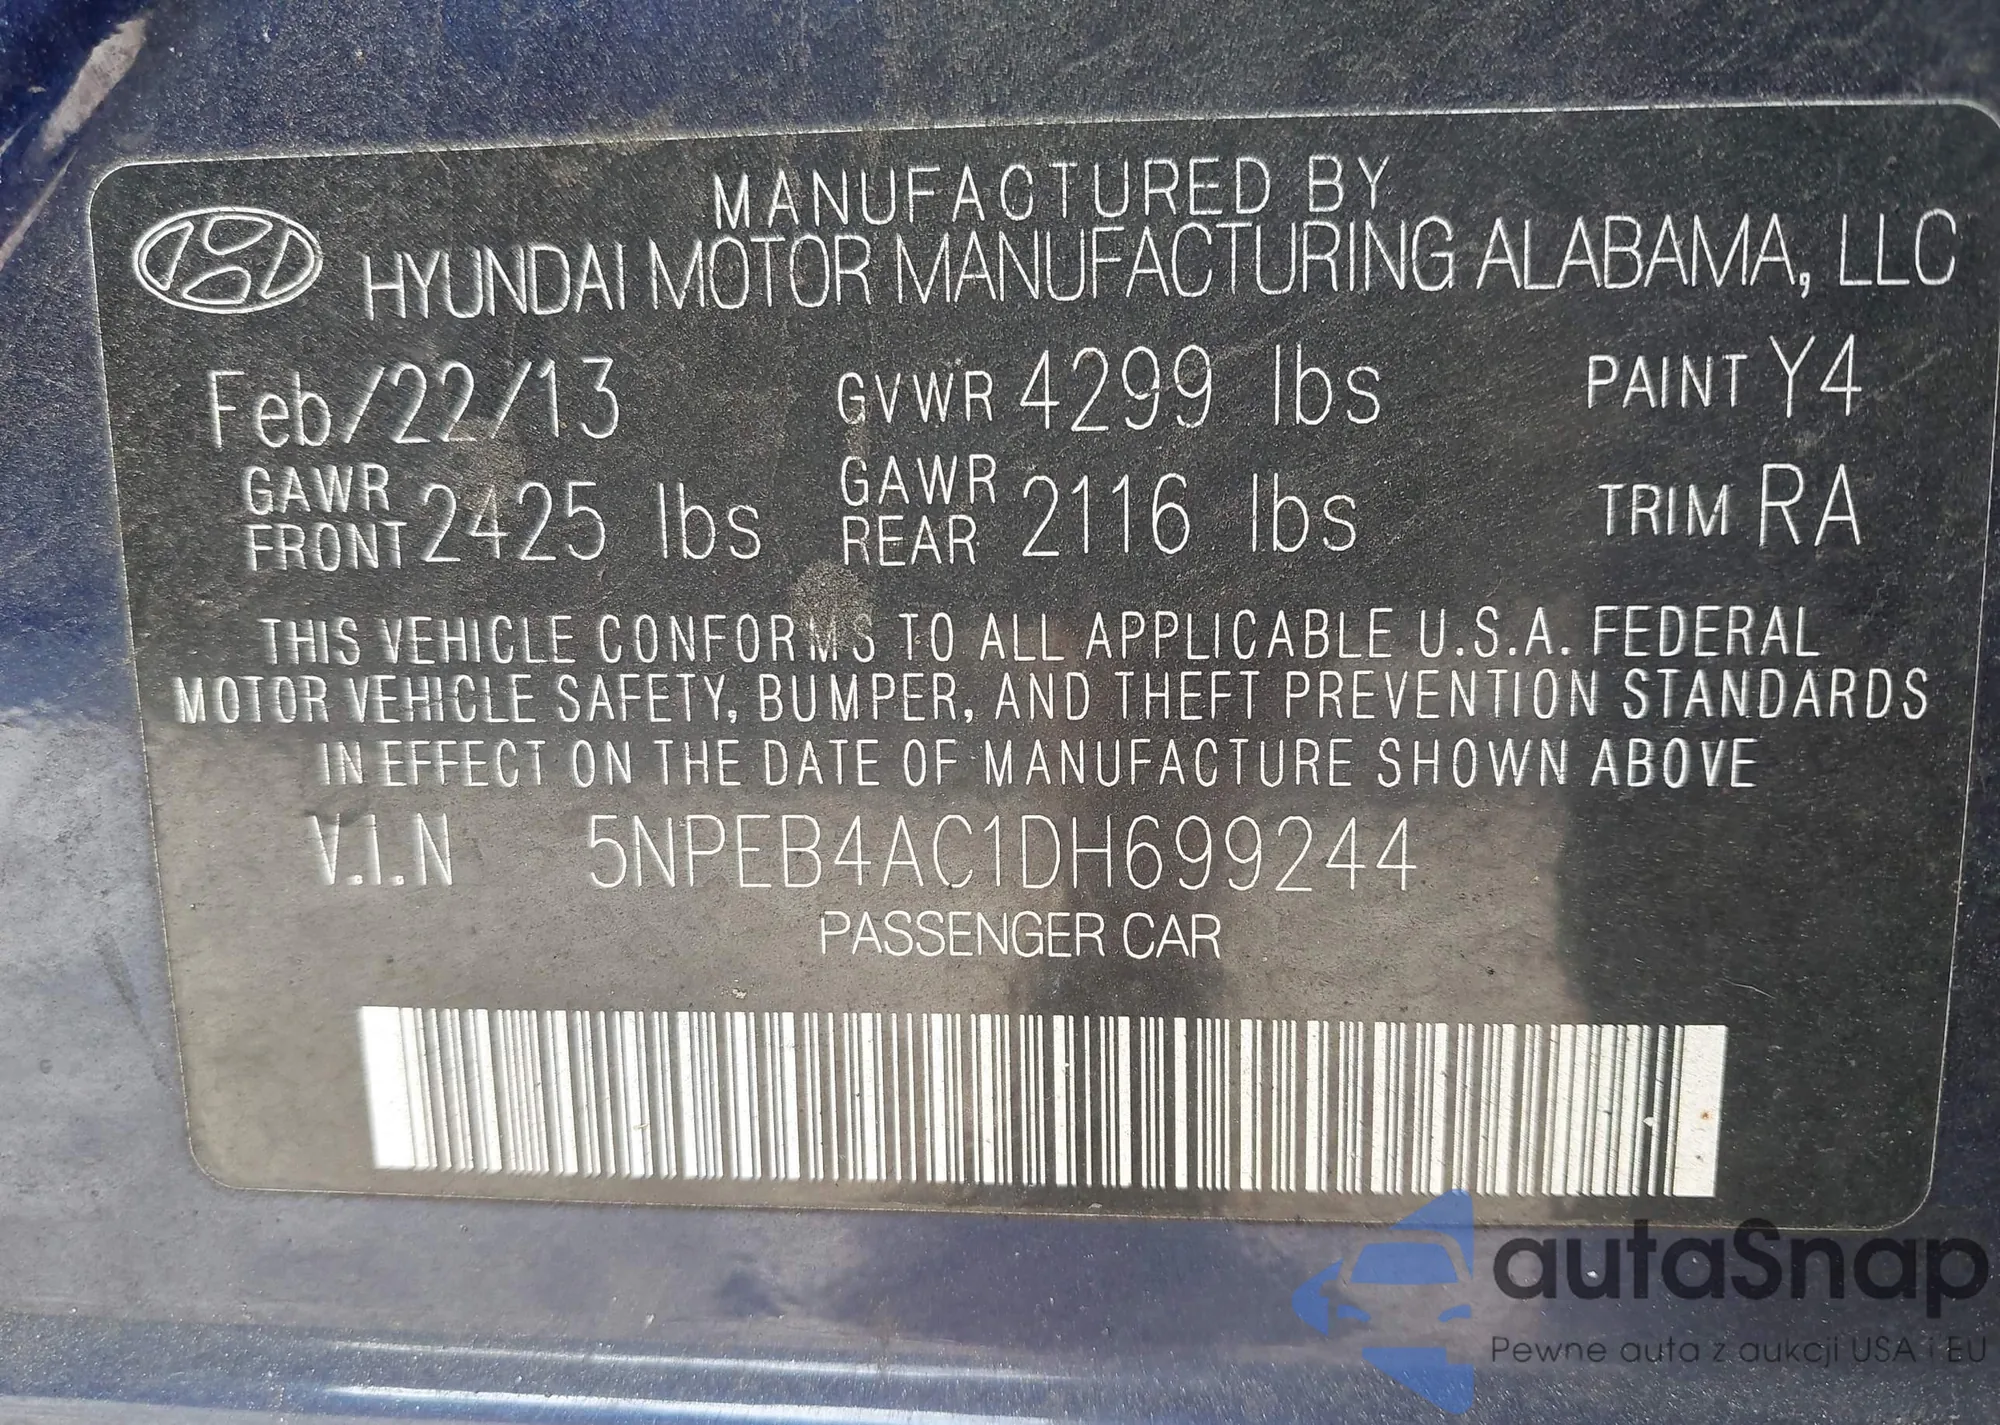 MANUFACTURED BY
HYUNDAI MOTOR MANUFACTURING ALABAMA, LLC
Feb/22/13 GVWR 4299 lbs PAINT Y4
GAWR FRONT 2425 lbs GAWR REAR 2116 lbs TRIM RA
THIS VEHICLE CONFORMS TO ALL APPLICABLE U.S.A. FEDERAL
MOTOR VEHICLE SAFETY, BUMPER, AND THEFT PREVENTION STANDARDS
IN EFFECT ON THE DATE OF MANUFACTURE SHOWN ABOVE
V.I.N 5NPEB4AC1DH699244
PASSENGER CAR
autaSnap
Pewne auta z aukcji USA i EU